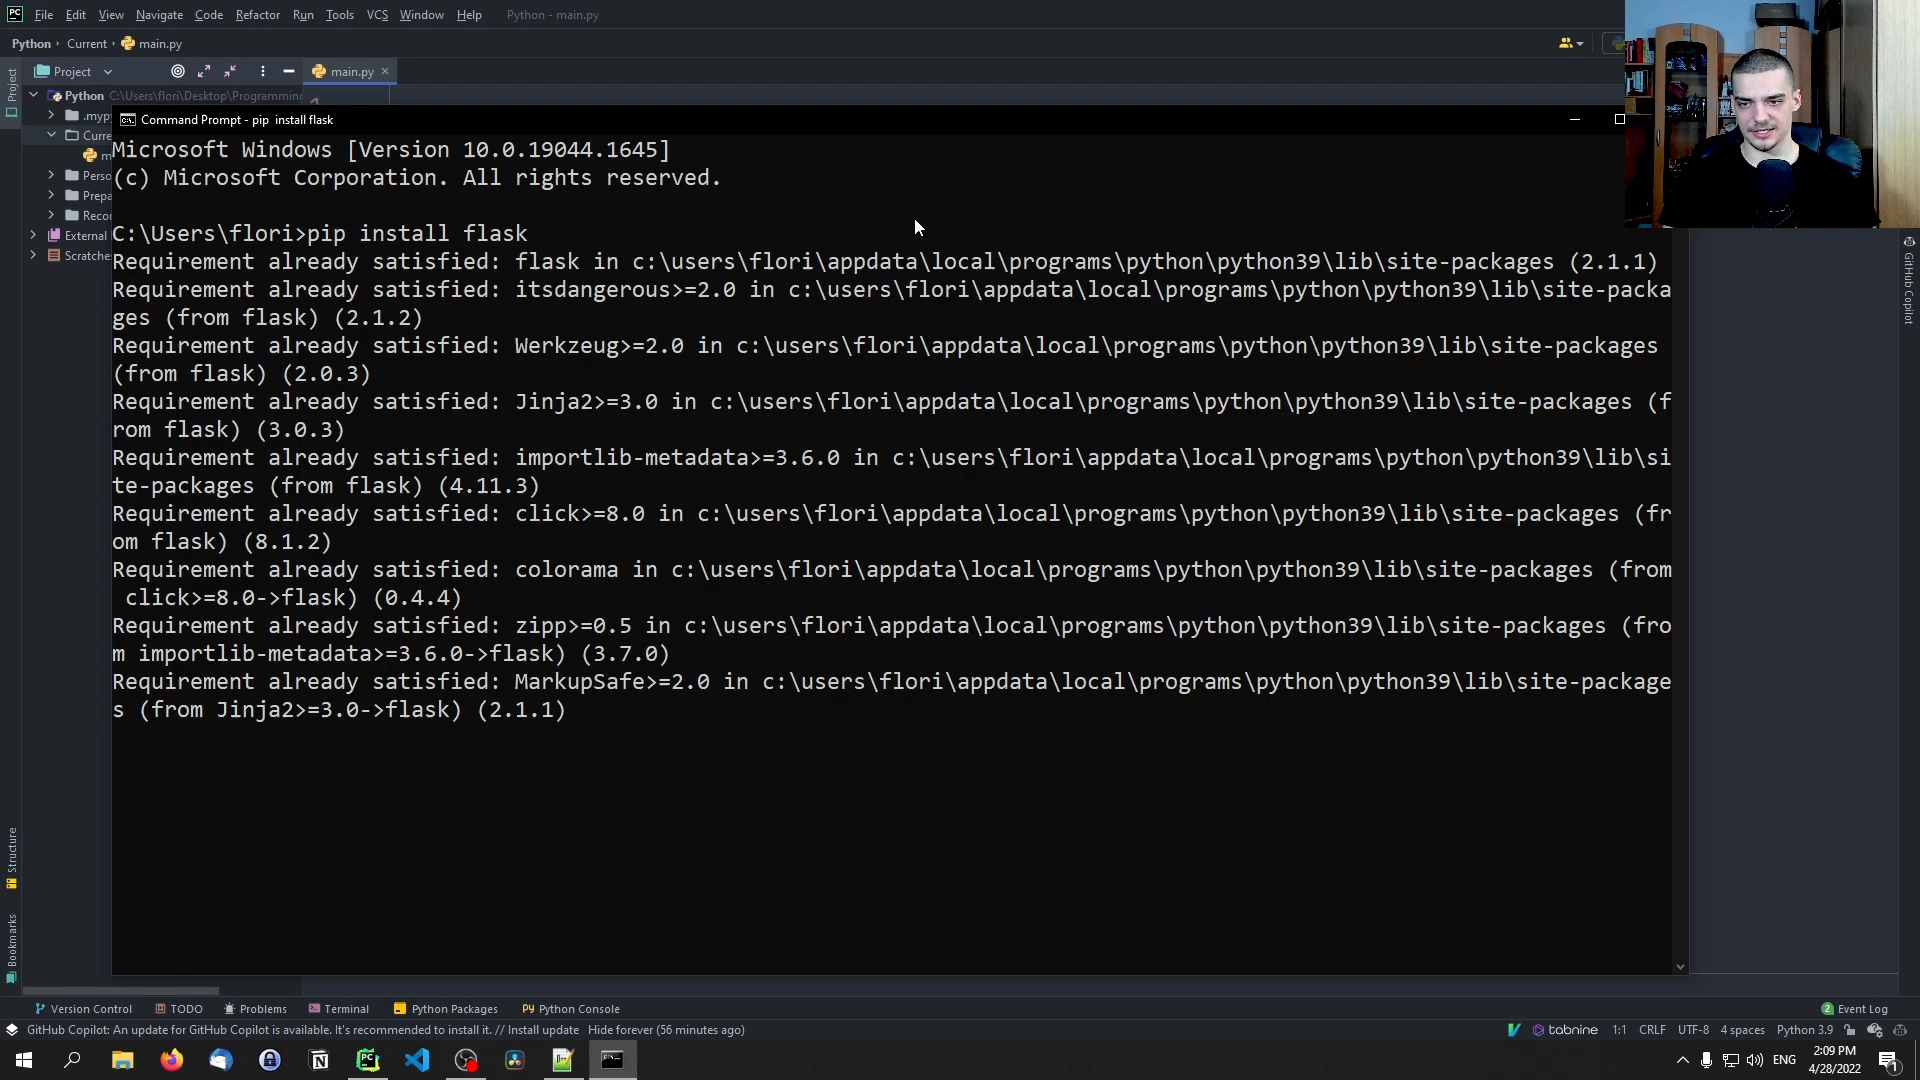 PC File Edit View Navigate Code Refactor Run Tools VCS Window Help Python - main.py
Python Current main.py
Project main.py
Project
Python C:\Users\flori\Desktop\Programming
.myp
Curre
m
Perso
Prepa
Reco
External
Scratche
Command Prompt - pip install flask
Microsoft Windows [Version 10.0.19044.1645]
(c) Microsoft Corporation. All rights reserved.
C:\Users\flori>pip install flask
Requirement already satisfied: flask in c:\users\flori\appdata\local\programs\python\python39\lib\site-packages (2.1.1)
Requirement already satisfied: itsdangerous>=2.0 in c:\users\flori\appdata\local\programs\python\python39\lib\site-packa
ges (from flask) (2.1.2)
Requirement already satisfied: Werkzeug>=2.0 in c:\users\flori\appdata\local\programs\python\python39\lib\site-packages
(from flask) (2.0.3)
Requirement already satisfied: Jinja2>=3.0 in c:\users\flori\appdata\local\programs\python\python39\lib\site-packages (f
rom flask) (3.0.3)
Requirement already satisfied: importlib-metadata>=3.6.0 in c:\users\flori\appdata\local\programs\python\python39\lib\si
te-packages (from flask) (4.11.3)
Requirement already satisfied: click>=8.0 in c:\users\flori\appdata\local\programs\python\python39\lib\site-packages (fr
om flask) (8.1.2)
Requirement already satisfied: colorama in c:\users\flori\appdata\local\programs\python\python39\lib\site-packages (from
click>=8.0->flask) (0.4.4)
Requirement already satisfied: zipp>=0.5 in c:\users\flori\appdata\local\programs\python\python39\lib\site-packages (fro
m importlib-metadata>=3.6.0->flask) (3.7.0)
Requirement already satisfied: MarkupSafe>=2.0 in c:\users\flori\appdata\local\programs\python\python39\lib\site-package
s (from Jinja2>=3.0->flask) (2.1.1)
GitHub Copilot
Structure
Bookmarks
Version Control TODO Problems Terminal Python Packages Python Console 2 Event Log
GitHub Copilot: An update for GitHub Copilot is available. It's recommended to install it. // Install update Hide forever (56 minutes ago) tabnine 1:1 CRLF UTF-8 4 spaces Python 3.9
ENG 2:09 PM
4/28/2022 1